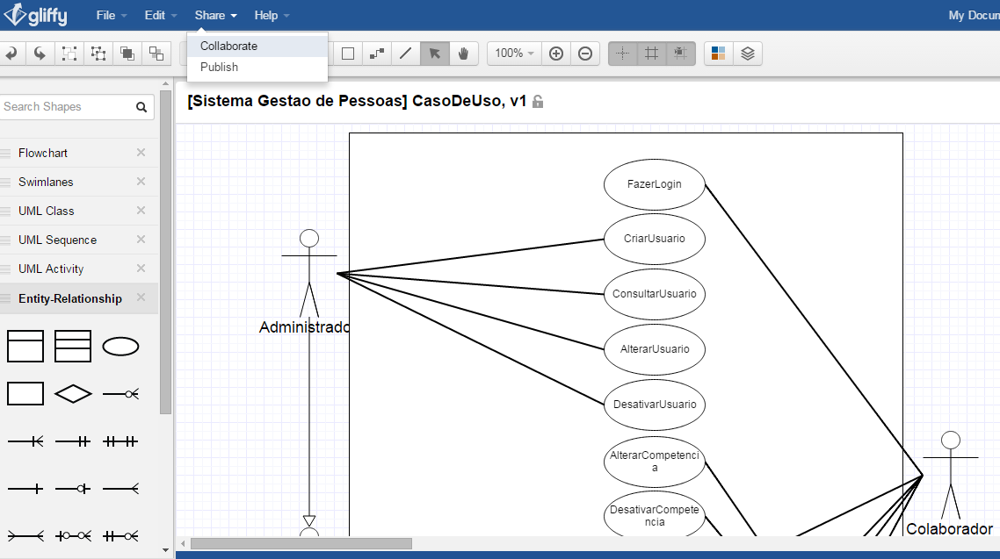 gliffy
File Edit Share Help My Docum
Collaborate
Publish
100%
Search Shapes
[Sistema Gestao de Pessoas] CasoDeUso, v1
Flowchart
Swimlanes
UML Class
UML Sequence
UML Activity
Entity-Relationship
FazerLogin
CriarUsuario
ConsultarUsuario
Administrado
AlterarUsuario
DesativarUsuario
AlterarCompetenci
a
DesativarCompete
ncia
Colaborador